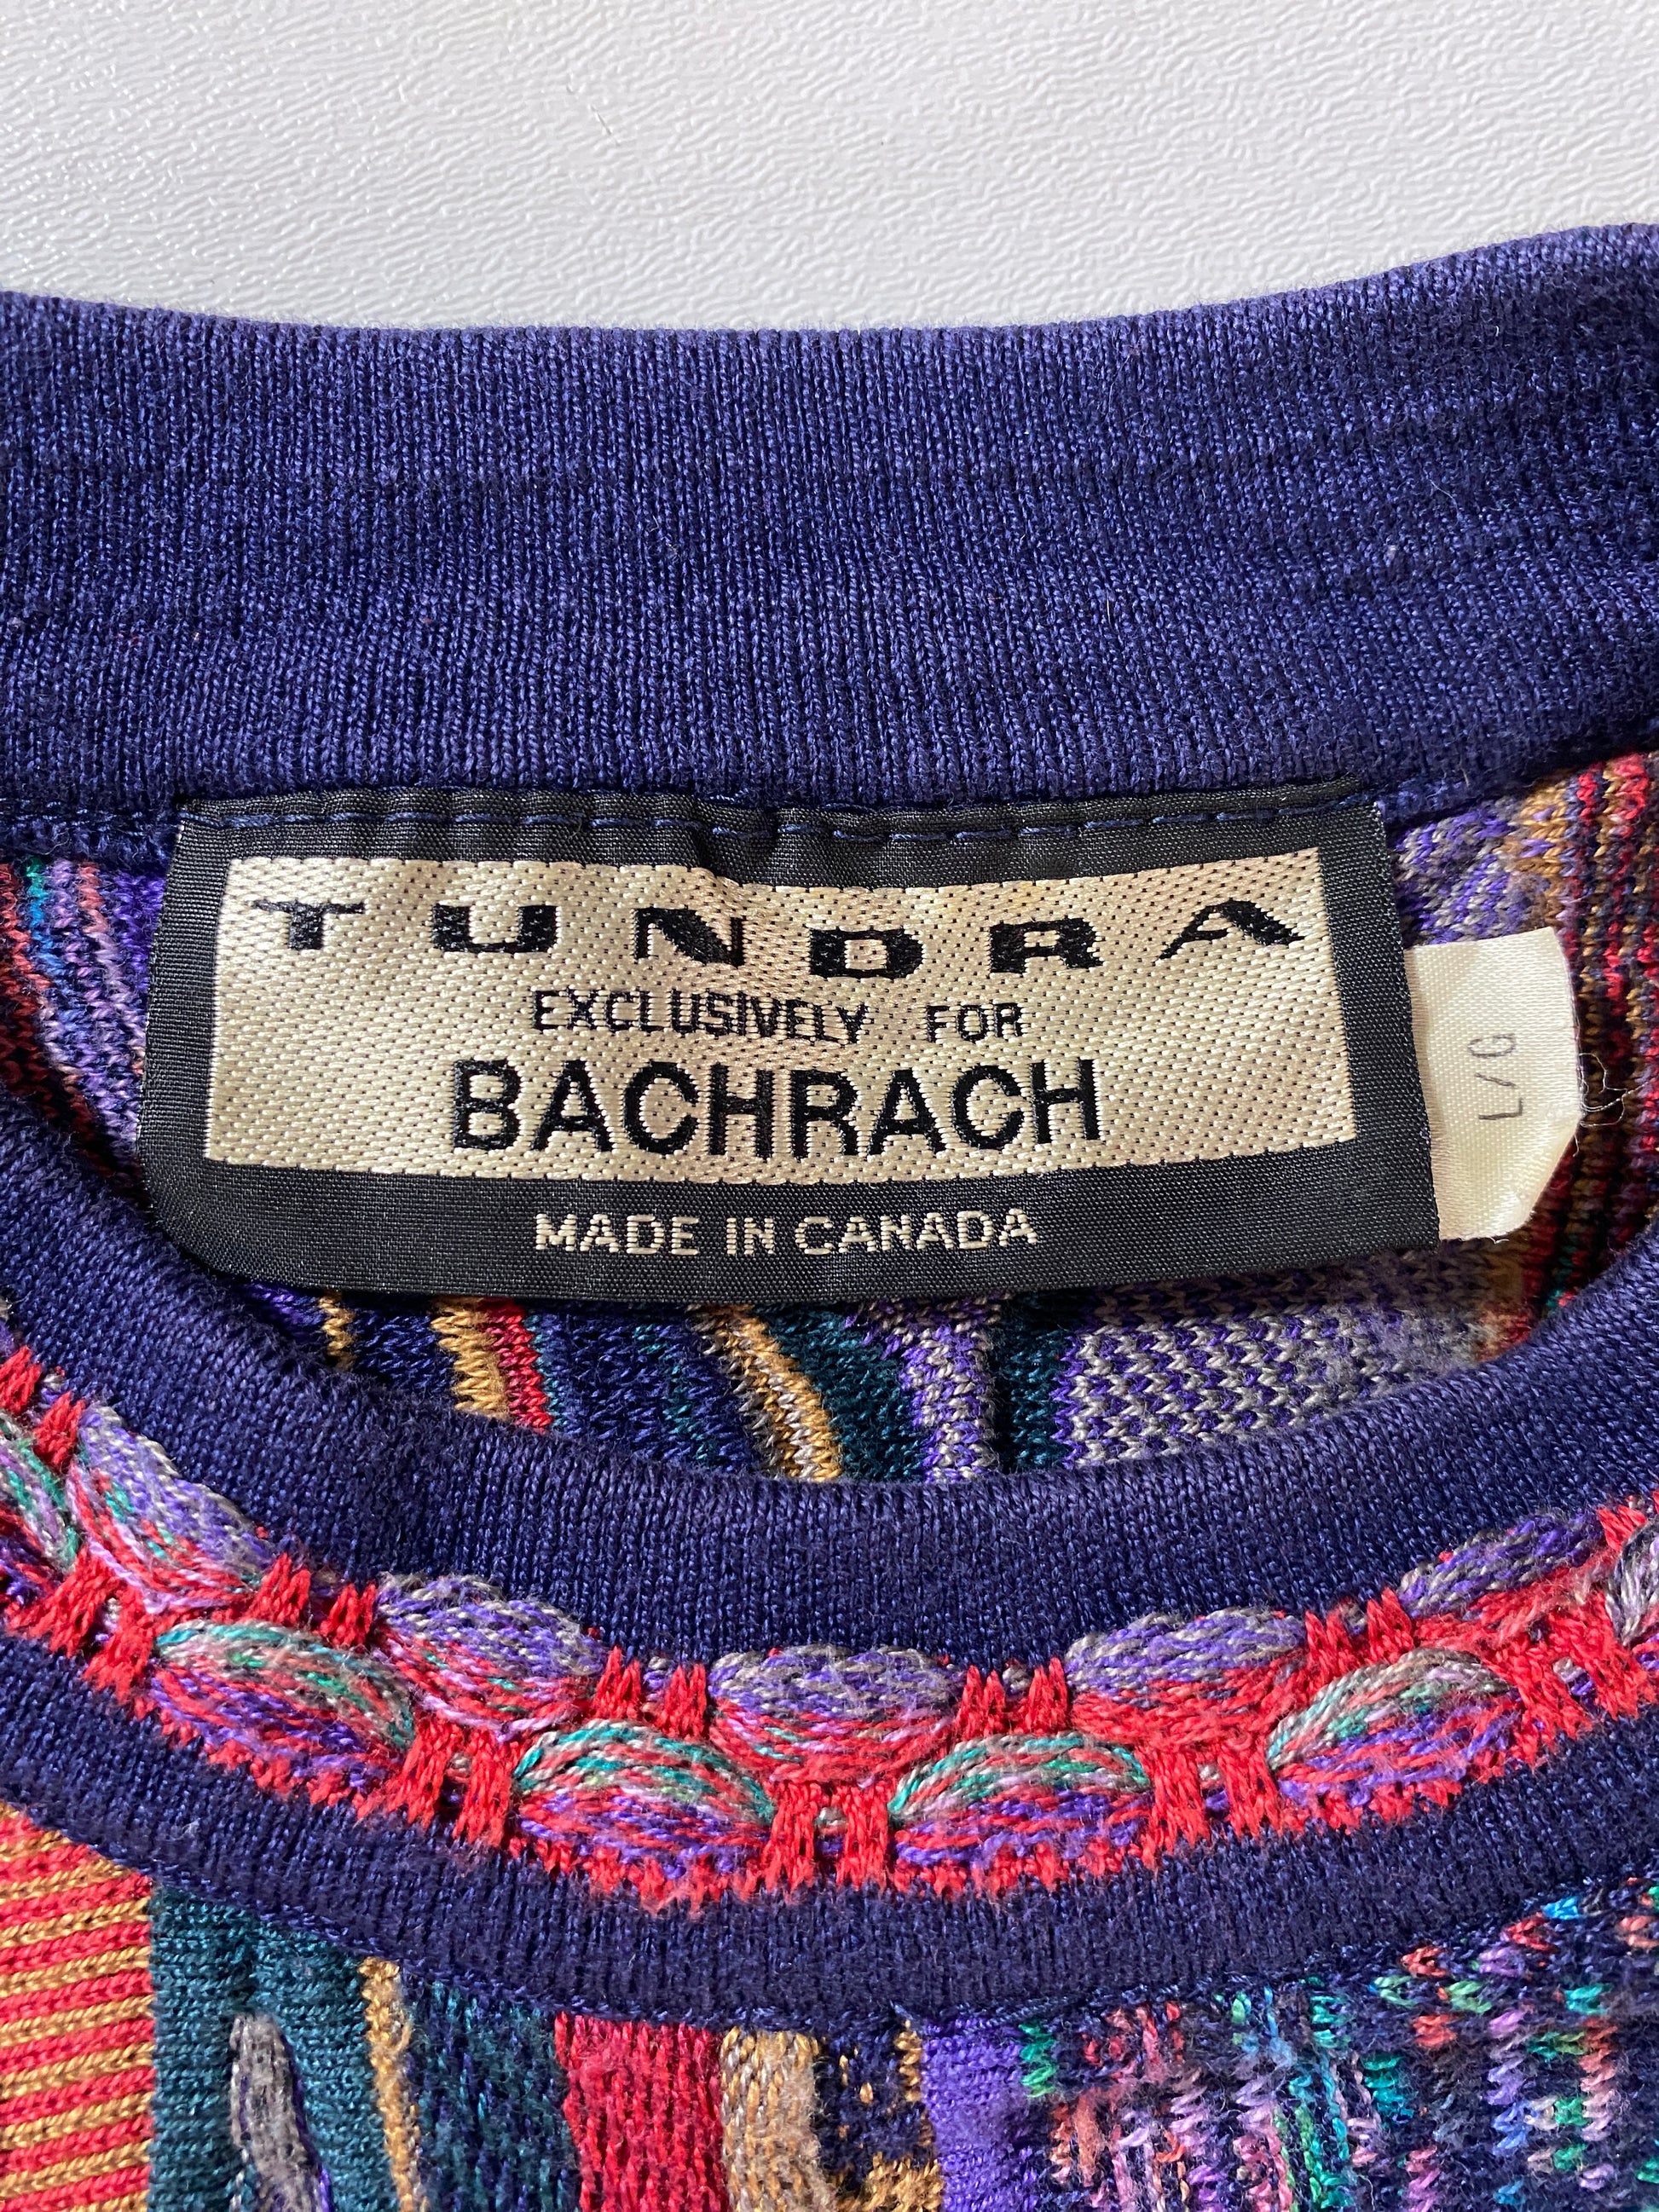 TUNDRA
EXCLUSIVELY FOR
BACHRACH
MADE IN CANADA
L/G